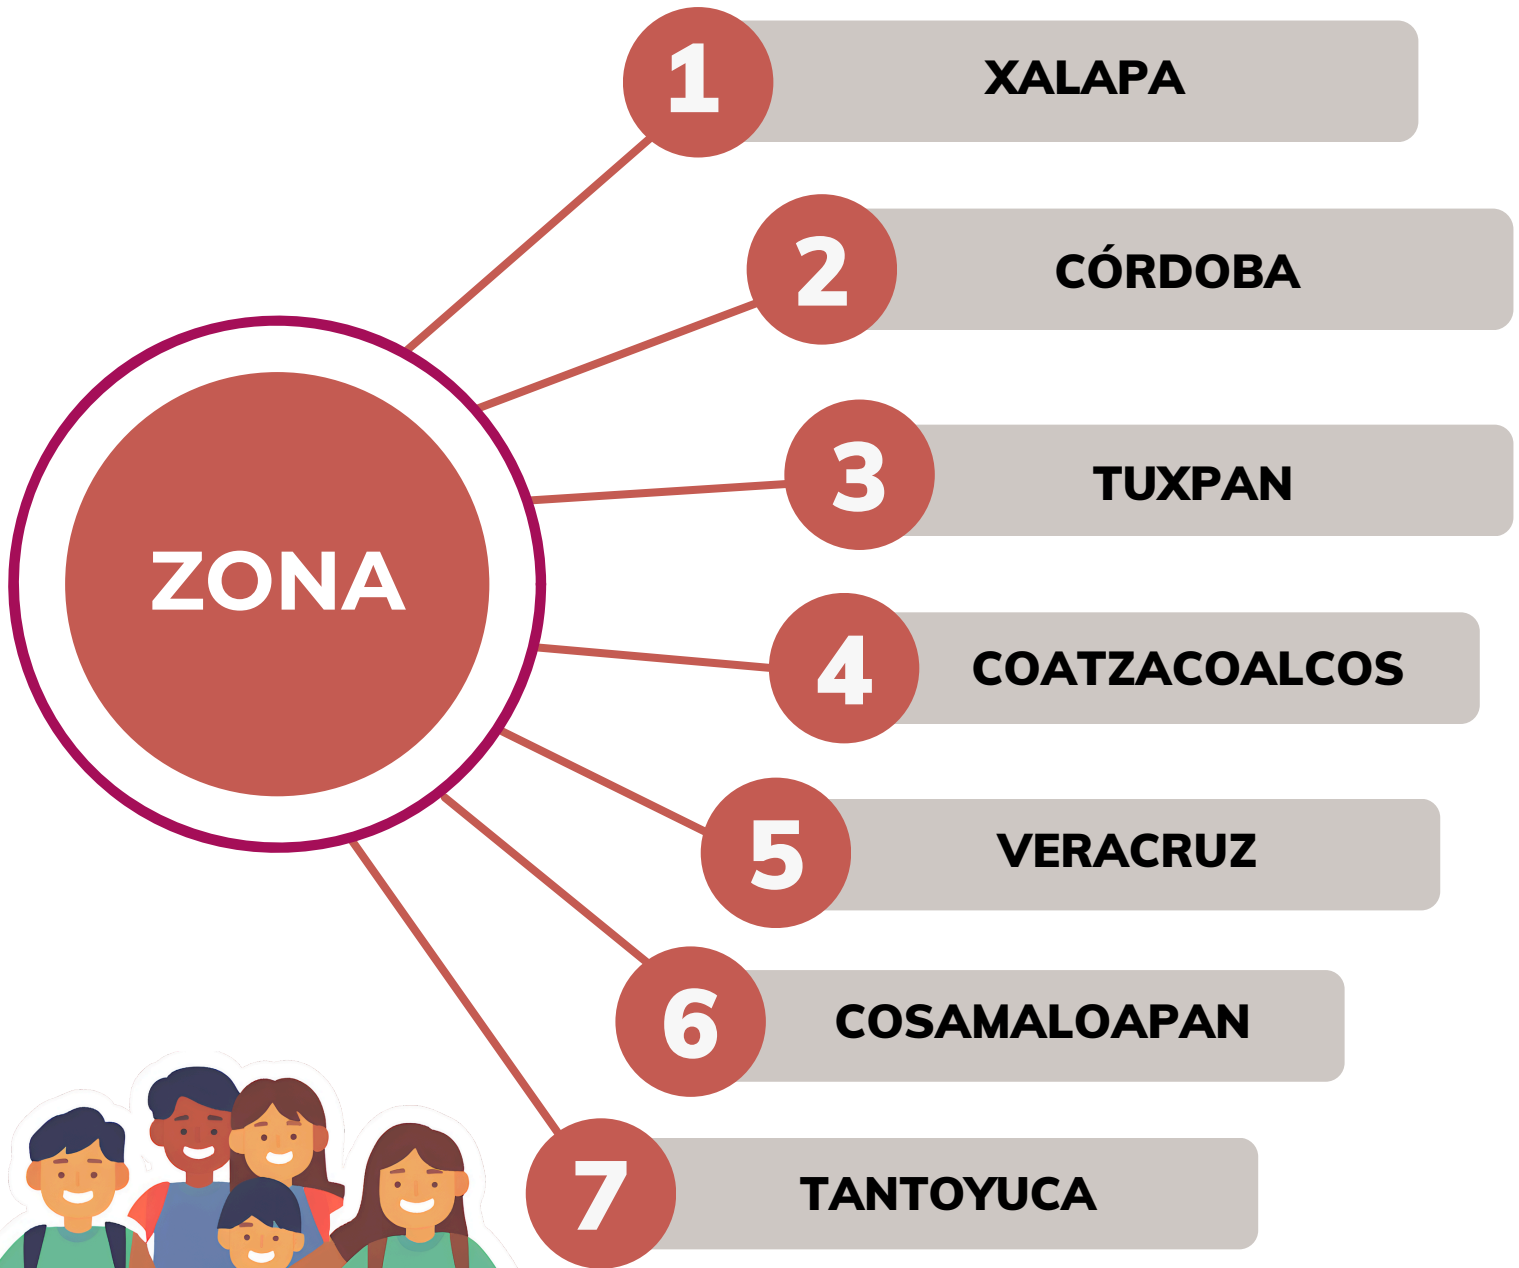 ZONA
1
XALAPA
2
CÓRDOBA
3
TUXPAN
4
COATZACOALCOS
5
VERACRUZ
6
COSAMALOAPAN
7
TANTOYUCA